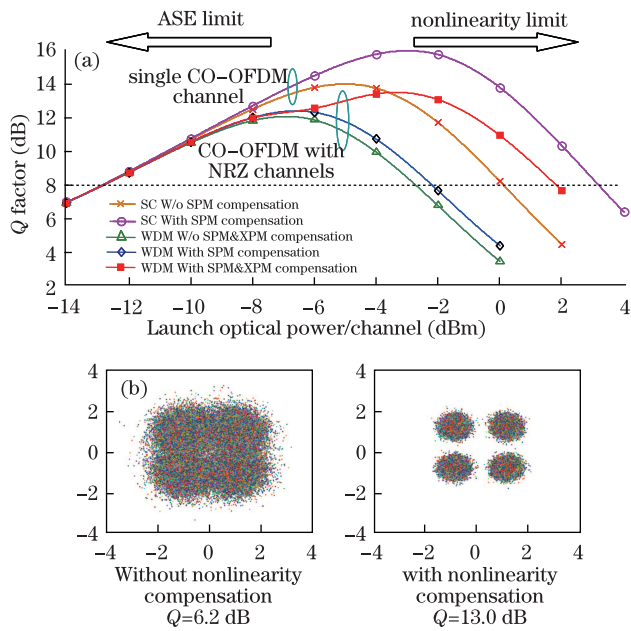 ASE limit
nonlinearity limit
16
14
12
10
8
6
4
2
(a)
single CO-OFDM
channel
CO-OFDM with
NRZ channels
Q factor (dB)
SC W/o SPM compensation
SC With SPM compensation
WDM W/o SPM&XPM compensation
WDM With SPM compensation
WDM With SPM&XPM compensation
-14 -12 -10 -8 -6 -4 -2 0 2 4
Launch optical power/channel (dBm)
(b)
4
2
0
-2
-4
-4 -2 0 2 4
Without nonlinearity
compensation
Q=6.2 dB
4
2
0
-2
-4
-4 -2 0 2 4
with nonlinearity
compensation
Q=13.0 dB